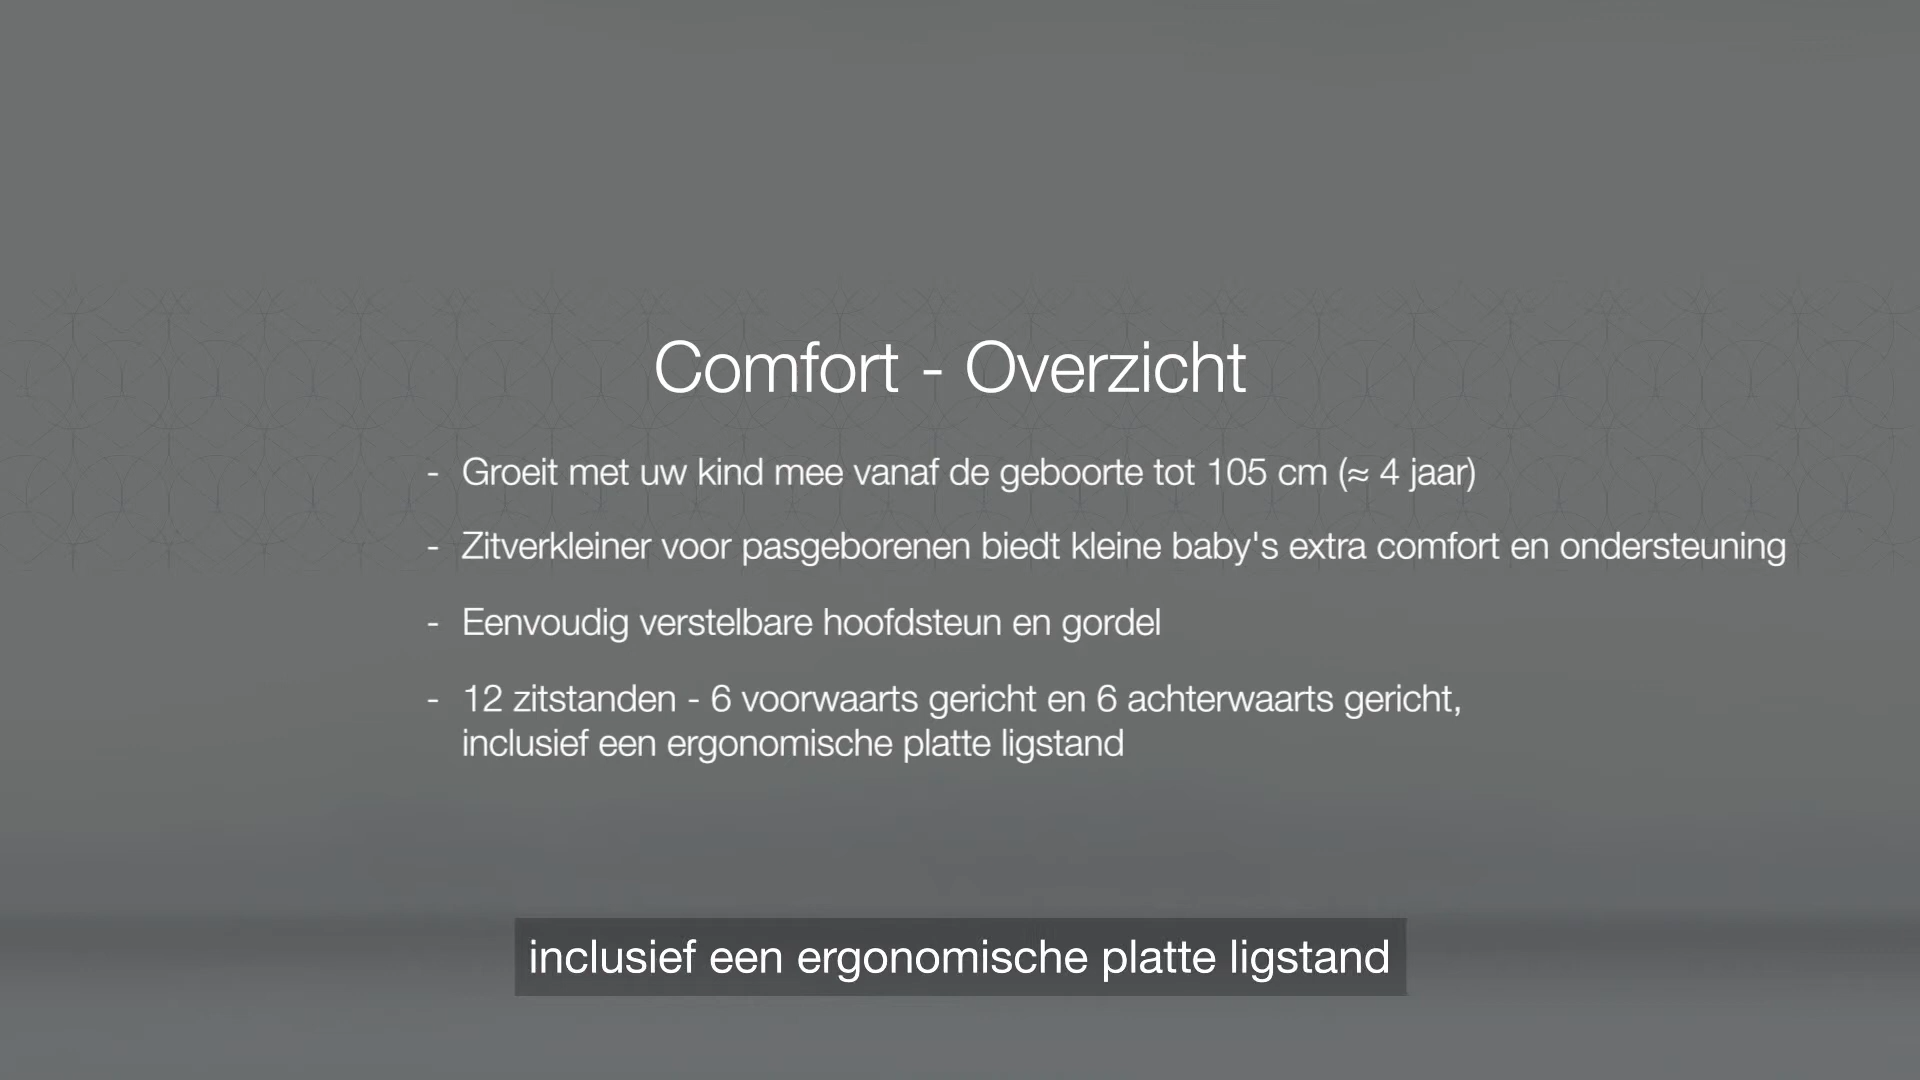 Comfort - Overzicht
- Groeit met uw kind mee vanaf de geboorte tot 105 cm (≈ 4 jaar)
- Zitverkleiner voor pasgeborenen biedt kleine baby's extra comfort en ondersteuning
- Eenvoudig verstelbare hoofdsteun en gordel
- 12 zitstanden - 6 voorwaarts gericht en 6 achterwaarts gericht,
inclusief een ergonomische platte ligstand
inclusief een ergonomische platte ligstand